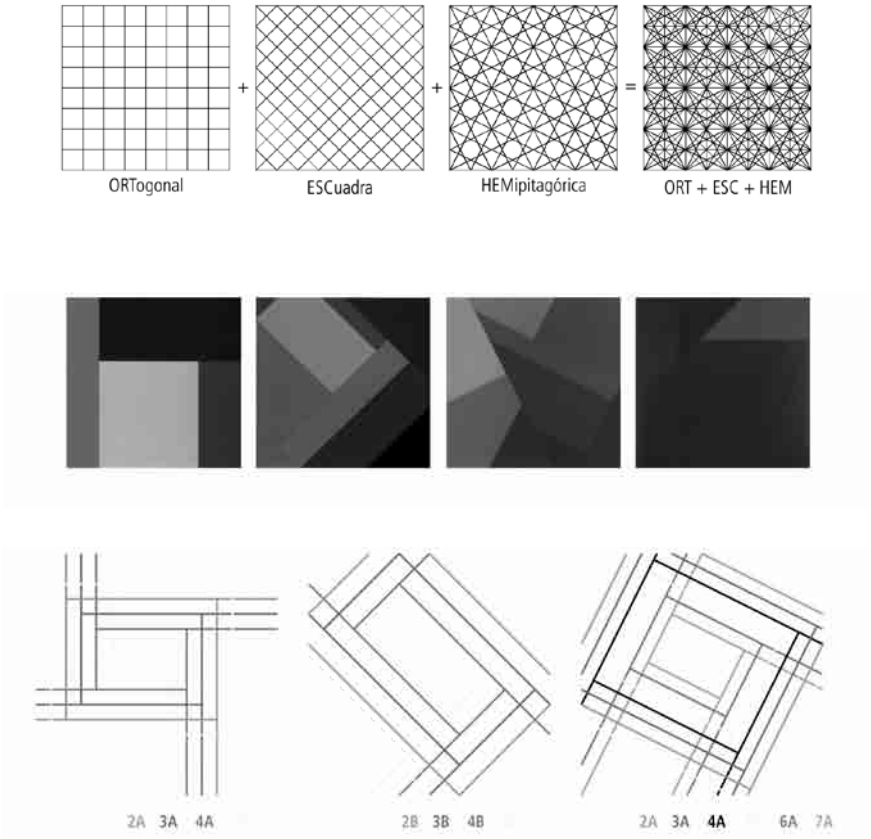 + + =
ORTogonal ESCuadra HEMipitagórica ORT + ESC + HEM
2A 3A 4A 2B 3B 4B 2A 3A 4A 6A 7A